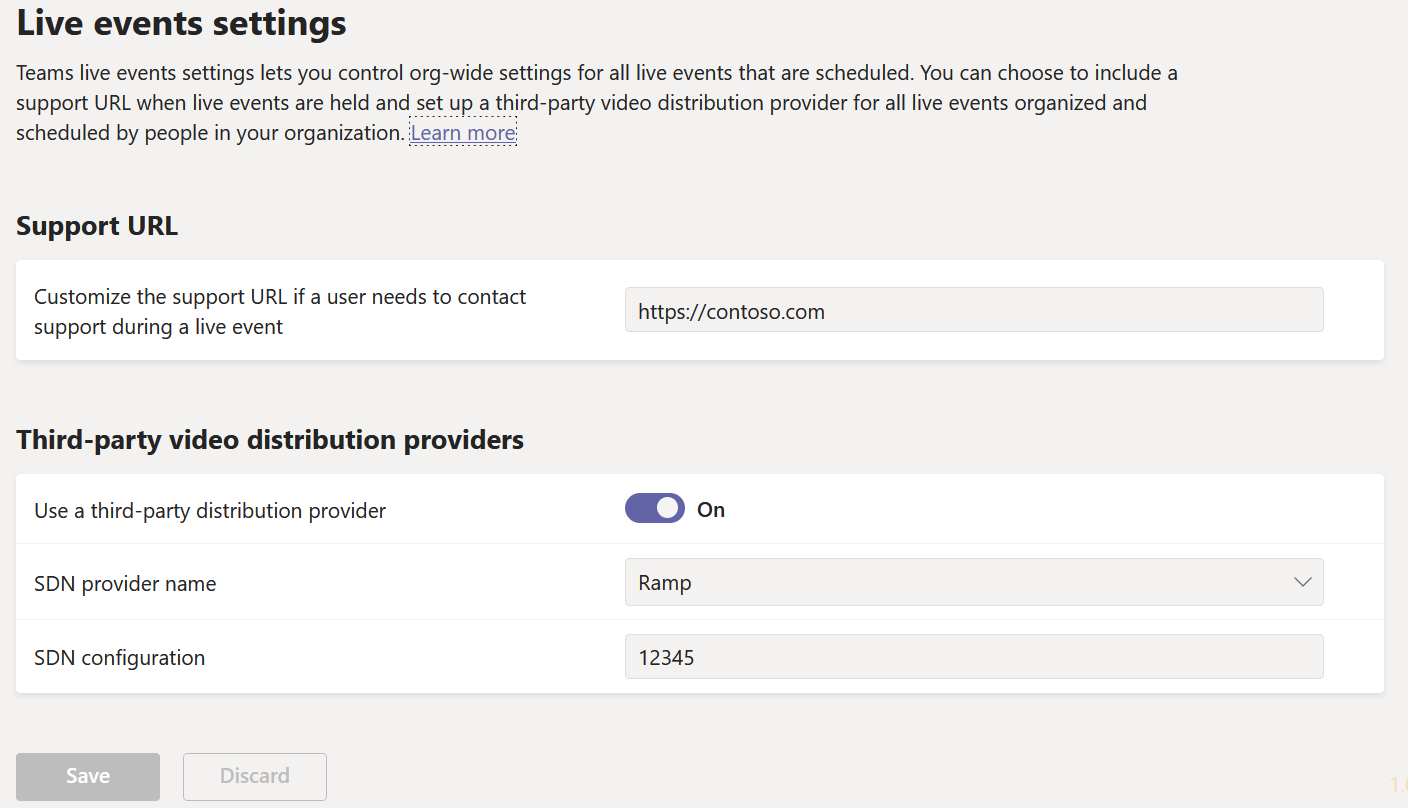 Live events settings
Teams live events settings lets you control org-wide settings for all live events that are scheduled. You can choose to include a
support URL when live events are held and set up a third-party video distribution provider for all live events organized and
scheduled by people in your organization. Learn more
Support URL
Customize the support URL if a user needs to contact
support during a live event
https://contoso.com
Third-party video distribution providers
Use a third-party distribution provider
On
SDN provider name
Ramp
SDN configuration
12345
Save
Discard